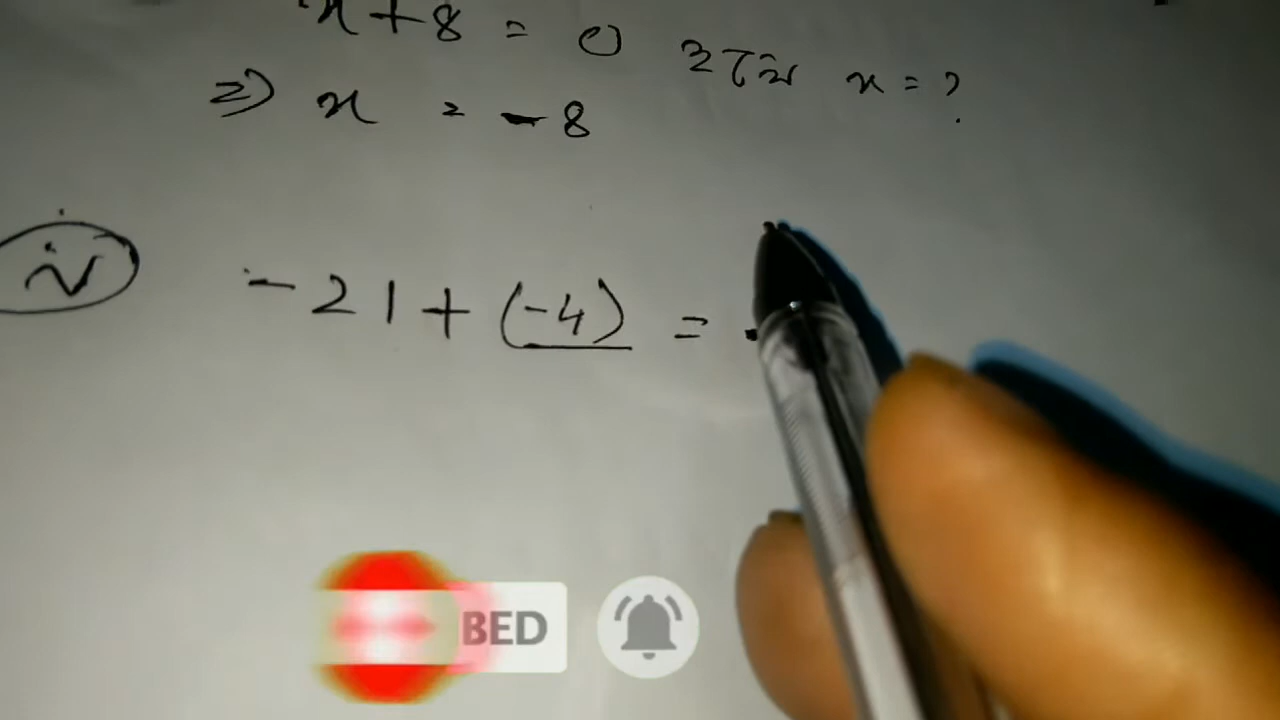 x + 8 = 0 হলে x = ?
⇒ x = -8
iv -21 + (-4) =
BED